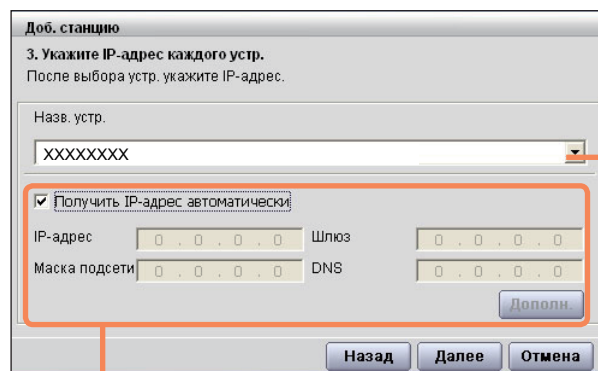 Доб. станцию
3. Укажите IP-адрес каждого устр.
После выбора устр. укажите IP-адрес.
Назв. устр.
XXXXXXXX
Получить IP-адрес автоматически
IP-адрес 0 . 0 . 0 . 0 Шлюз 0 . 0 . 0 . 0
Маска подсети 0 . 0 . 0 . 0 DNS 0 . 0 . 0 . 0
Дополн.
Назад Далее Отмена